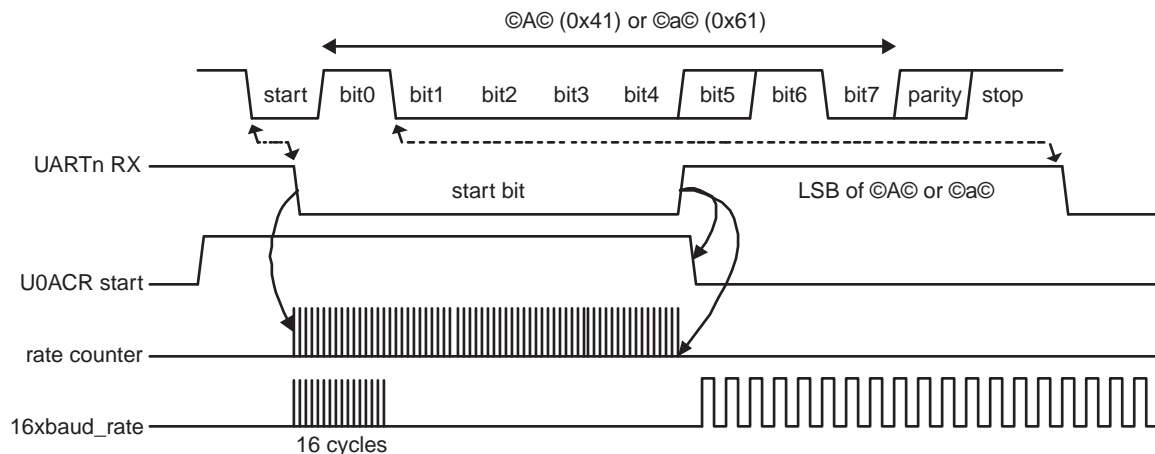 ©A© (0x41) or ©a© (0x61)
start bit0 bit1 bit2 bit3 bit4 bit5 bit6 bit7 parity stop
UARTn RX
start bit
LSB of ©A© or ©a©
U0ACR start
rate counter
16xbaud_rate
16 cycles